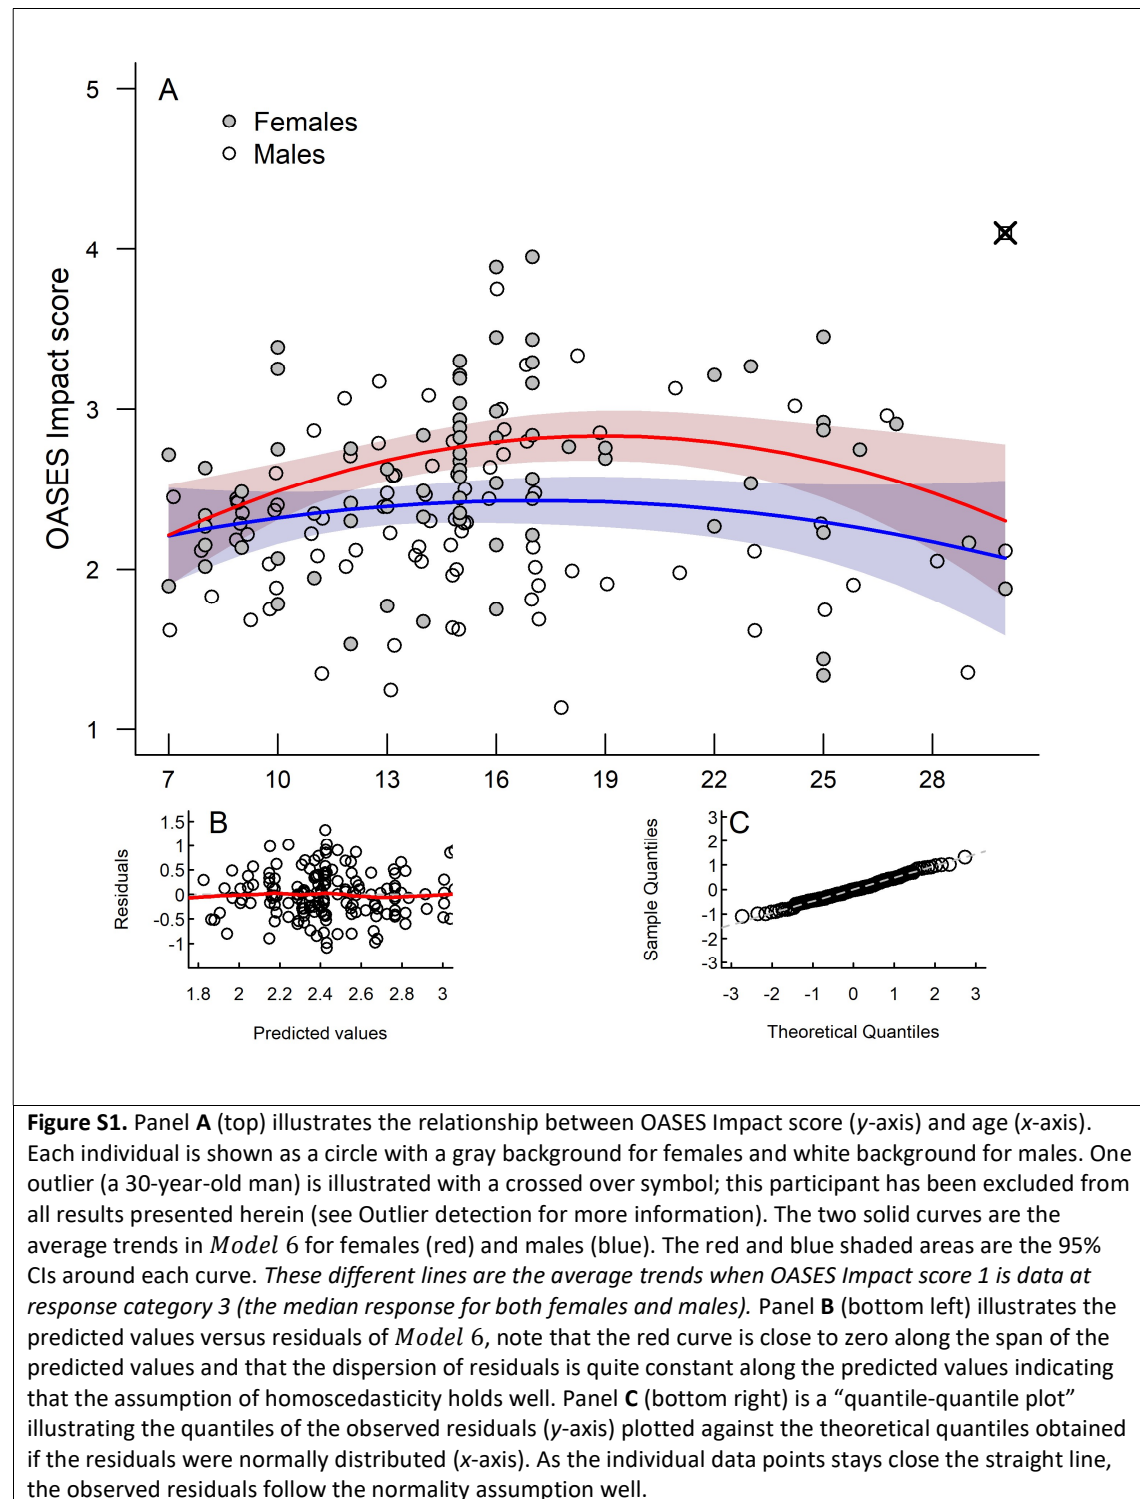 A
5
Females
Males
4
3
2
1
OASES Impact score
7 10 13 16 19 22 25 28
B
1.5
1
0.5
0
-0.5
-1
Residuals
1.8 2 2.2 2.4 2.6 2.8 3
Predicted values
C
3
2
1
0
-1
-2
-3
Sample Quantiles
-3 -2 -1 0 1 2 3
Theoretical Quantiles
Figure S1. Panel A (top) illustrates the relationship between OASES Impact score (y-axis) and age (x-axis).
Each individual is shown as a circle with a gray background for females and white background for males. One
outlier (a 30-year-old man) is illustrated with a crossed over symbol; this participant has been excluded from
all results presented herein (see Outlier detection for more information). The two solid curves are the
average trends in Model 6 for females (red) and males (blue). The red and blue shaded areas are the 95%
CIs around each curve. These different lines are the average trends when OASES Impact score 1 is data at
response category 3 (the median response for both females and males). Panel B (bottom left) illustrates the
predicted values versus residuals of Model 6, note that the red curve is close to zero along the span of the
predicted values and that the dispersion of residuals is quite constant along the predicted values indicating
that the assumption of homoscedasticity holds well. Panel C (bottom right) is a “quantile-quantile plot”
illustrating the quantiles of the observed residuals (y-axis) plotted against the theoretical quantiles obtained
if the residuals were normally distributed (x-axis). As the individual data points stays close the straight line,
the observed residuals follow the normality assumption well.